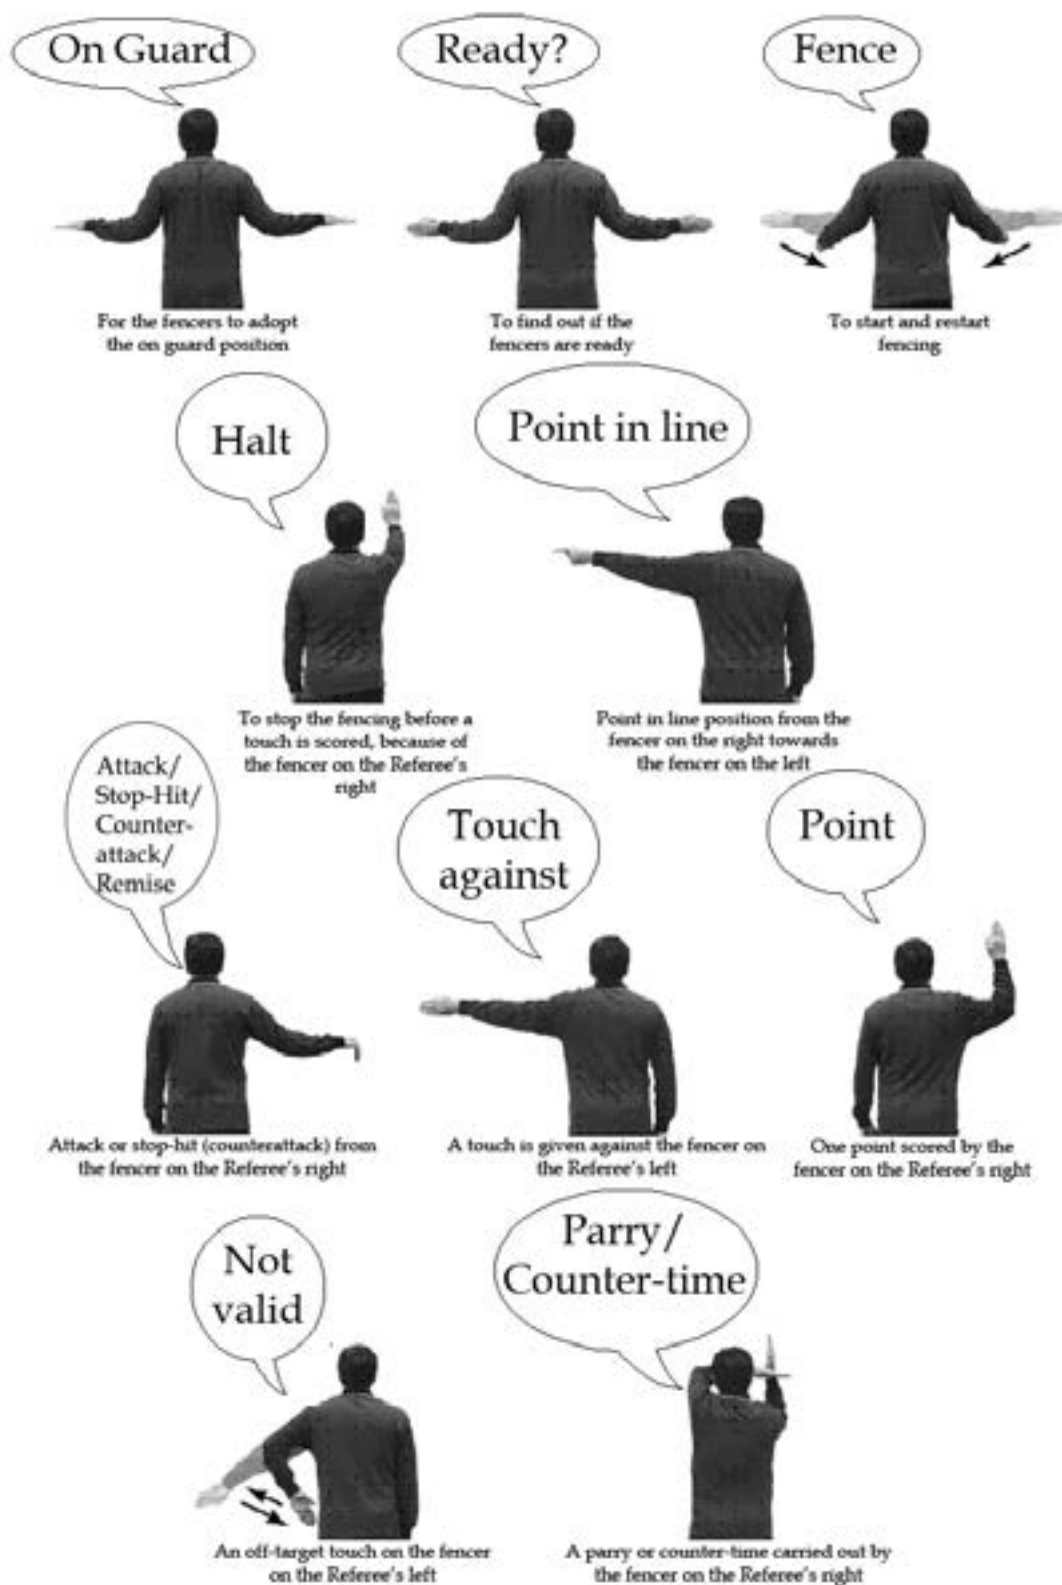 On Guard
Ready?
Fence
For the fencers to adopt
the on guard position
To find out if the
fencers are ready
To start and restart
fencing
Halt
Point in line
To stop the fencing before a
touch is scored, because of
the fencer on the Referee's
right
Point in line position from the
fencer on the right towards
the fencer on the left
Attack/
Stop-Hit/
Counter-
attack/
Remise
Touch
against
Point
Attack or stop-hit (counterattack) from
the fencer on the Referee's right
A touch is given against the fencer on
the Referee's left
One point scored by the
fencer on the Referee's right
Not
valid
Parry/
Counter-time
An off-target touch on the fencer
on the Referee's left
A parry or counter-time carried out by
the fencer on the Referee's right